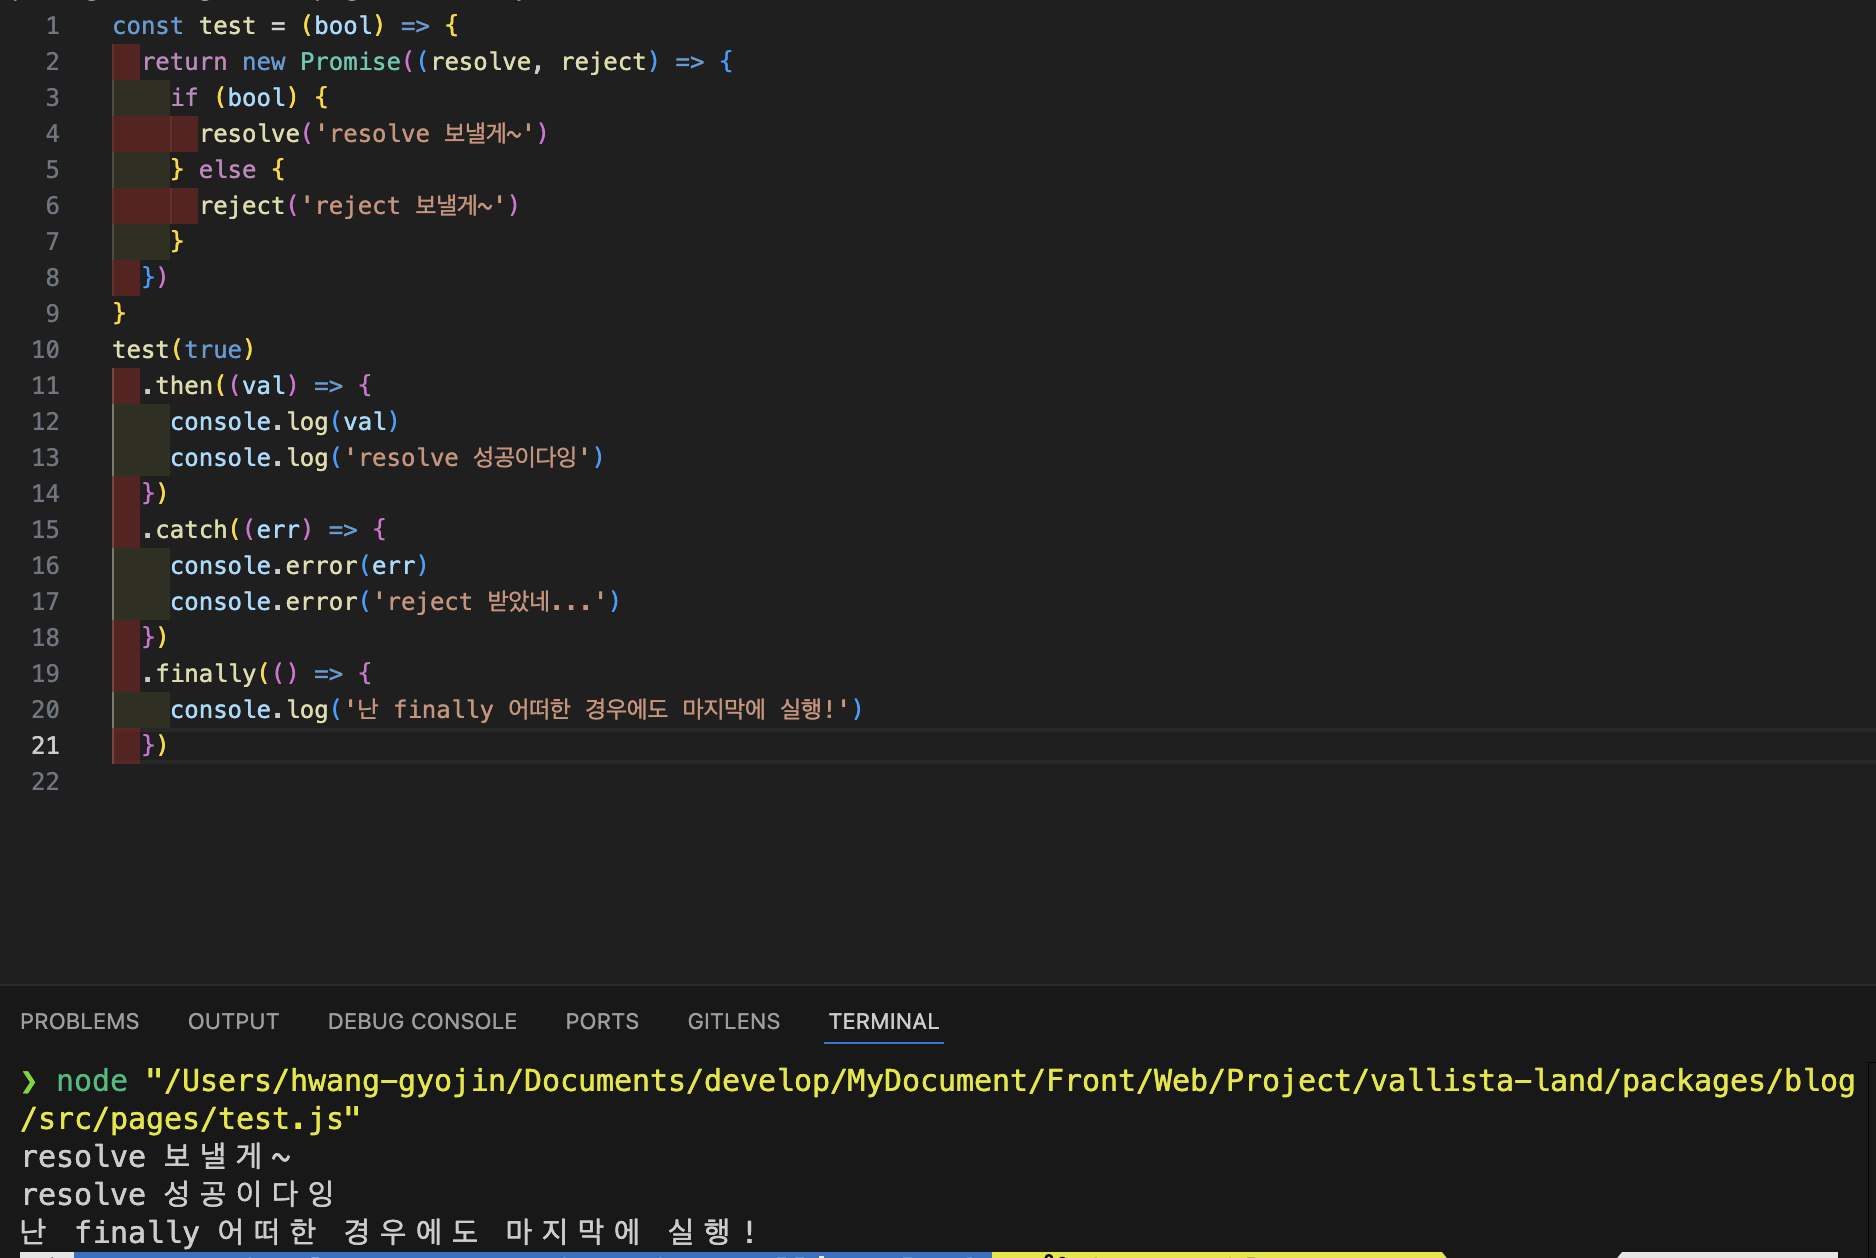 1 const test = (bool) => {
2 return new Promise((resolve, reject) => {
3 if (bool) {
4 resolve('resolve 보낼게~')
5 } else {
6 reject('reject 보낼게~')
7 }
8 })
9 }
10 test(true)
11 .then((val) => {
12 console.log(val)
13 console.log('resolve 성공이다잉')
14 })
15 .catch((err) => {
16 console.error(err)
17 console.error('reject 받았네...')
18 })
19 .finally(() => {
20 console.log('난 finally 어떠한 경우에도 마지막에 실행!')
21 })
22
PROBLEMS OUTPUT DEBUG CONSOLE PORTS GITLENS TERMINAL
❯ node "/Users/hwang-gyojin/Documents/develop/MyDocument/Front/Web/Project/vallista-land/packages/blog
/src/pages/test.js"
resolve 보낼게~
resolve 성공이다잉
난 finally 어떠한 경우에도 마지막에 실행!